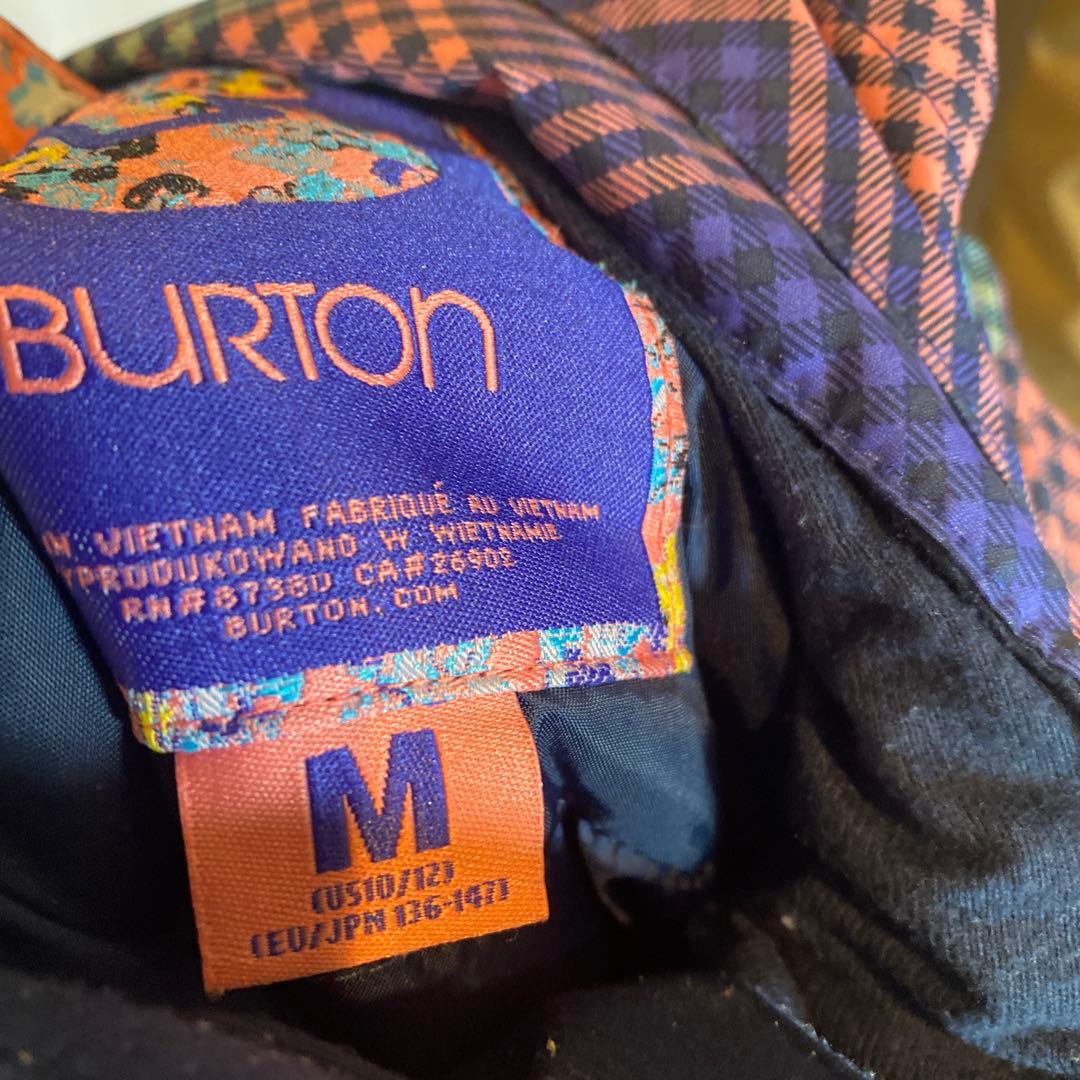 BURTON
IN VIETNAM FABRIQUÉ AU VIETNAM
YPRODUKOWANO W WIETNAMIE
RN# 87380 CA# 26902
BURTON.COM
M
(US10/12)
(EU/JPN 136-147)